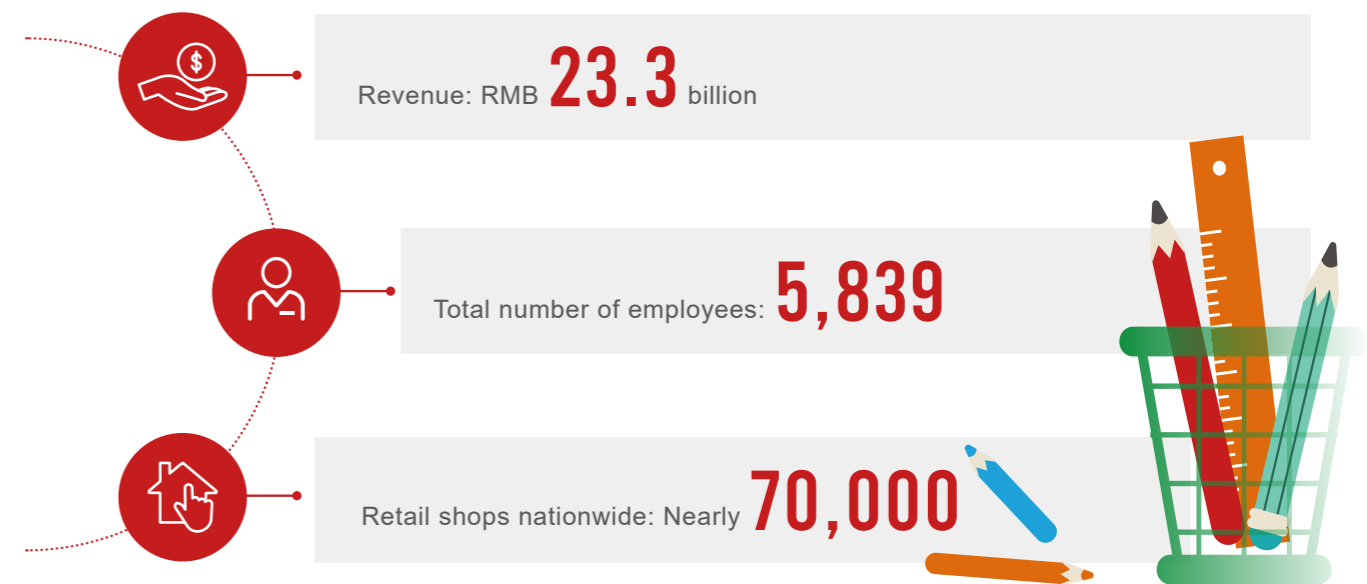 $
Revenue: RMB 23.3 billion
Total number of employees: 5,839
Retail shops nationwide: Nearly 70,000